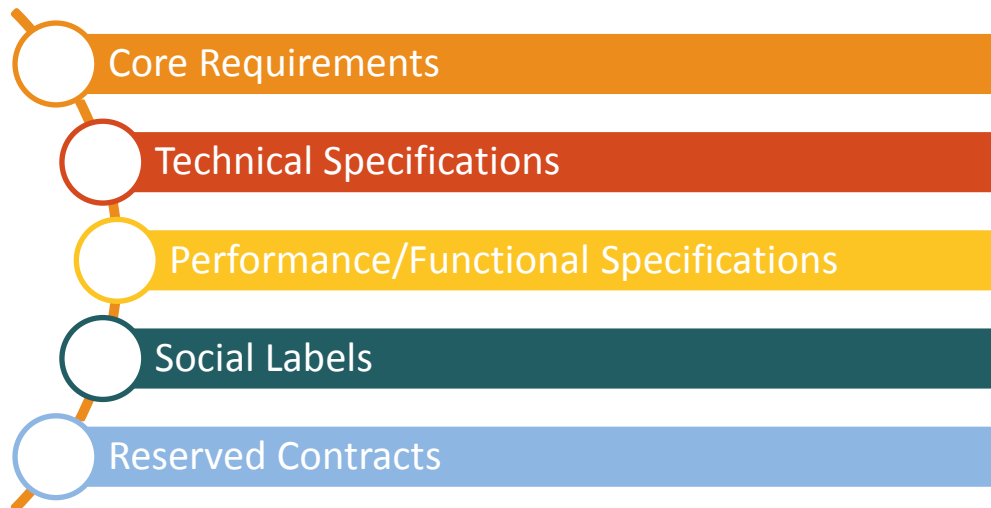 Core Requirements
Technical Specifications
Performance/Functional Specifications
Social Labels
Reserved Contracts